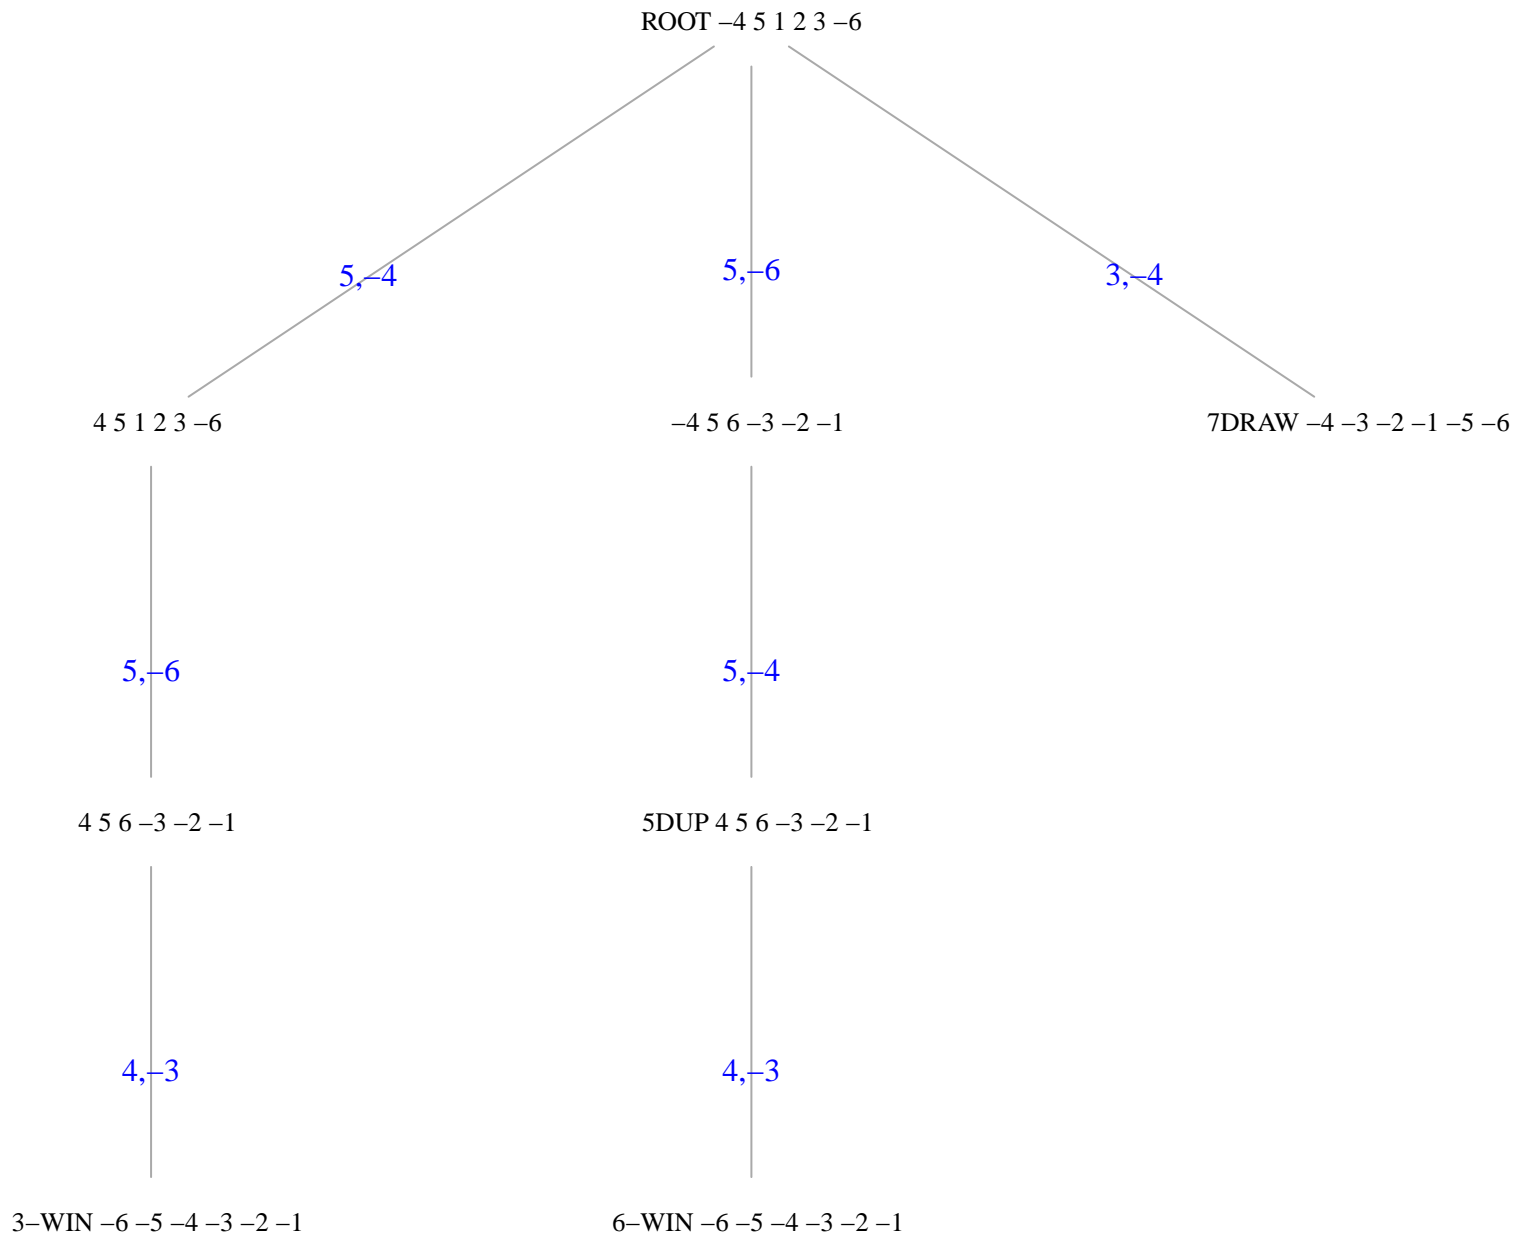 ROOT –4 5 1 2 3 –6
5,–4
5,–6
3,–4
4 5 1 2 3 –6
–4 5 6 –3 –2 –1
7DRAW –4 –3 –2 –1 –5 –6
5,–6
5,–4
4 5 6 –3 –2 –1
5DUP 4 5 6 –3 –2 –1
4,–3
4,–3
3–WIN –6 –5 –4 –3 –2 –1
6–WIN –6 –5 –4 –3 –2 –1